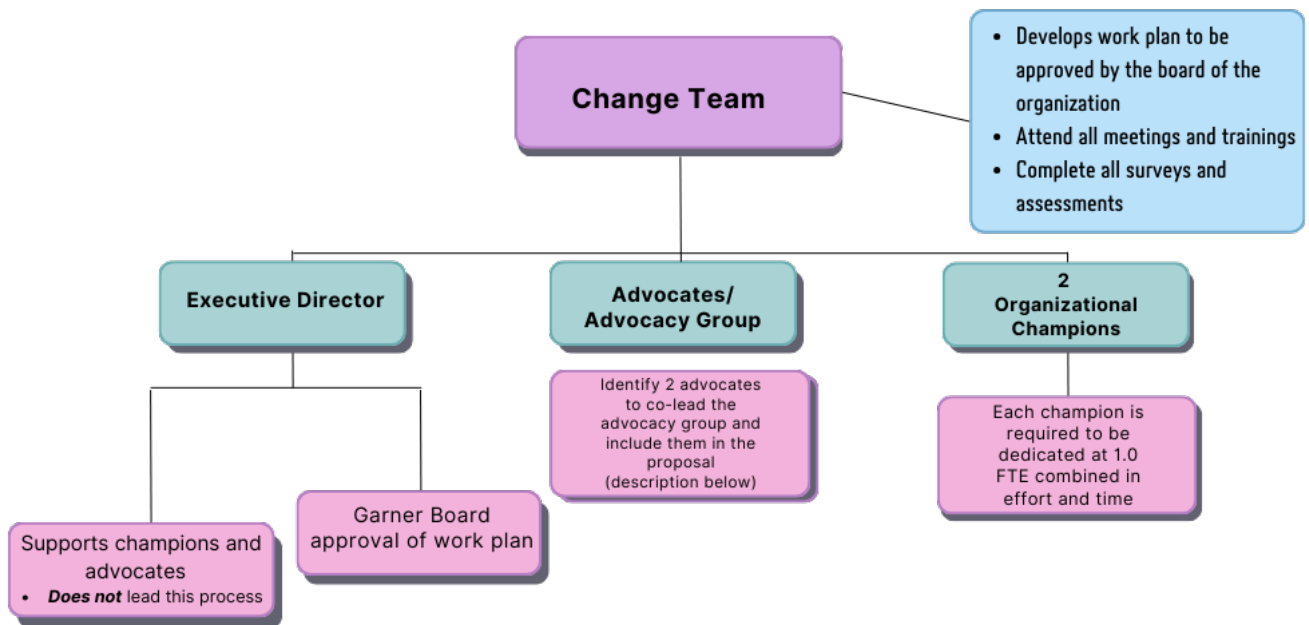 Change Team
• Develops work plan to be
approved by the board of the
organization
• Attend all meetings and trainings
• Complete all surveys and
assessments
Executive Director
Advocates/
Advocacy Group
2
Organizational
Champions
Identify 2 advocates
to co-lead the
advocacy group and
include them in the
proposal
(description below)
Each champion is
required to be
dedicated at 1.0
FTE combined in
effort and time
Supports champions and
advocates
• Does not lead this process
Garner Board
approval of work plan